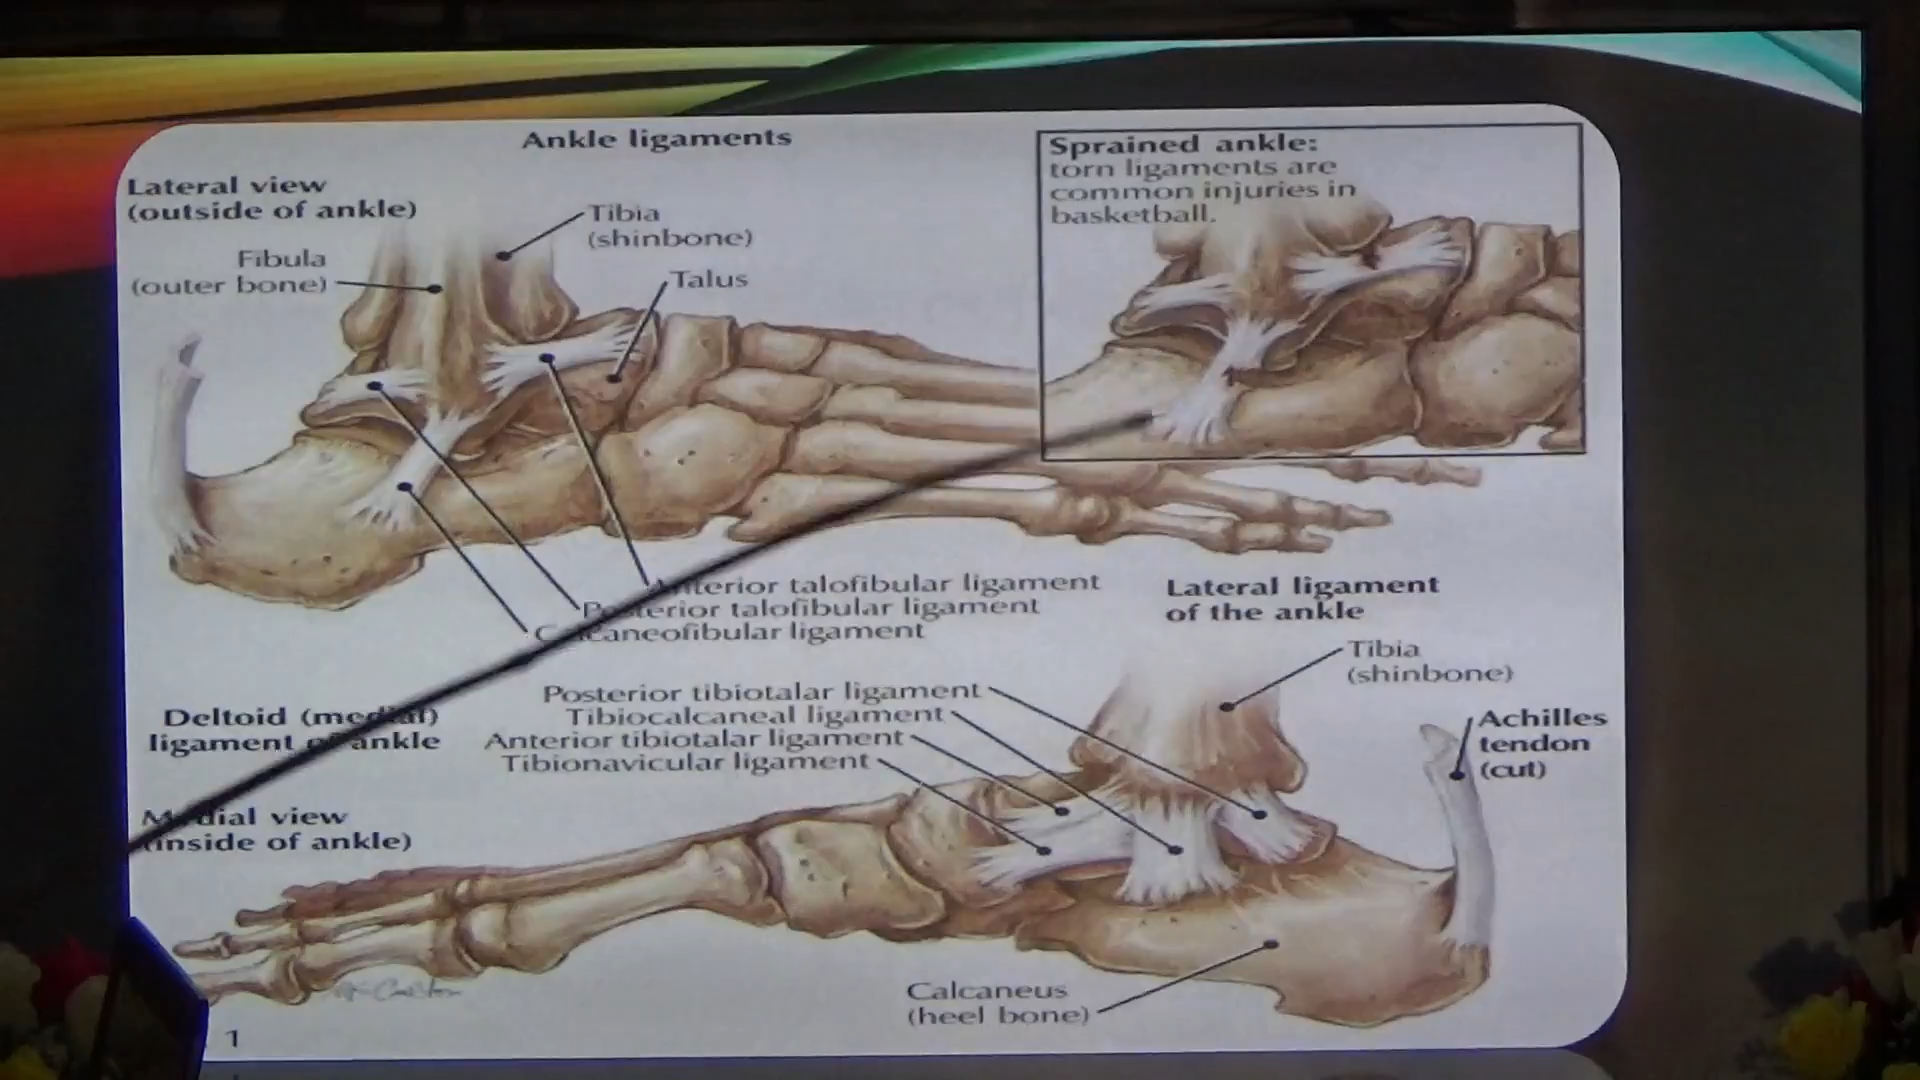 Ankle ligaments
Lateral view
(outside of ankle)
Tibia
(shinbone)
Fibula
(outer bone)
Talus
Sprained ankle:
torn ligaments are
common injuries in
basketball.
Anterior talofibular ligament
Posterior talofibular ligament
Calcaneofibular ligament
Lateral ligament
of the ankle
Tibia
(shinbone)
Deltoid (medial)
ligament of ankle
Posterior tibiotalar ligament
Tibiocalcaneal ligament
Anterior tibiotalar ligament
Tibionavicular ligament
Achilles
tendon
(cut)
Medial view
(inside of ankle)
Calcaneus
(heel bone)
1